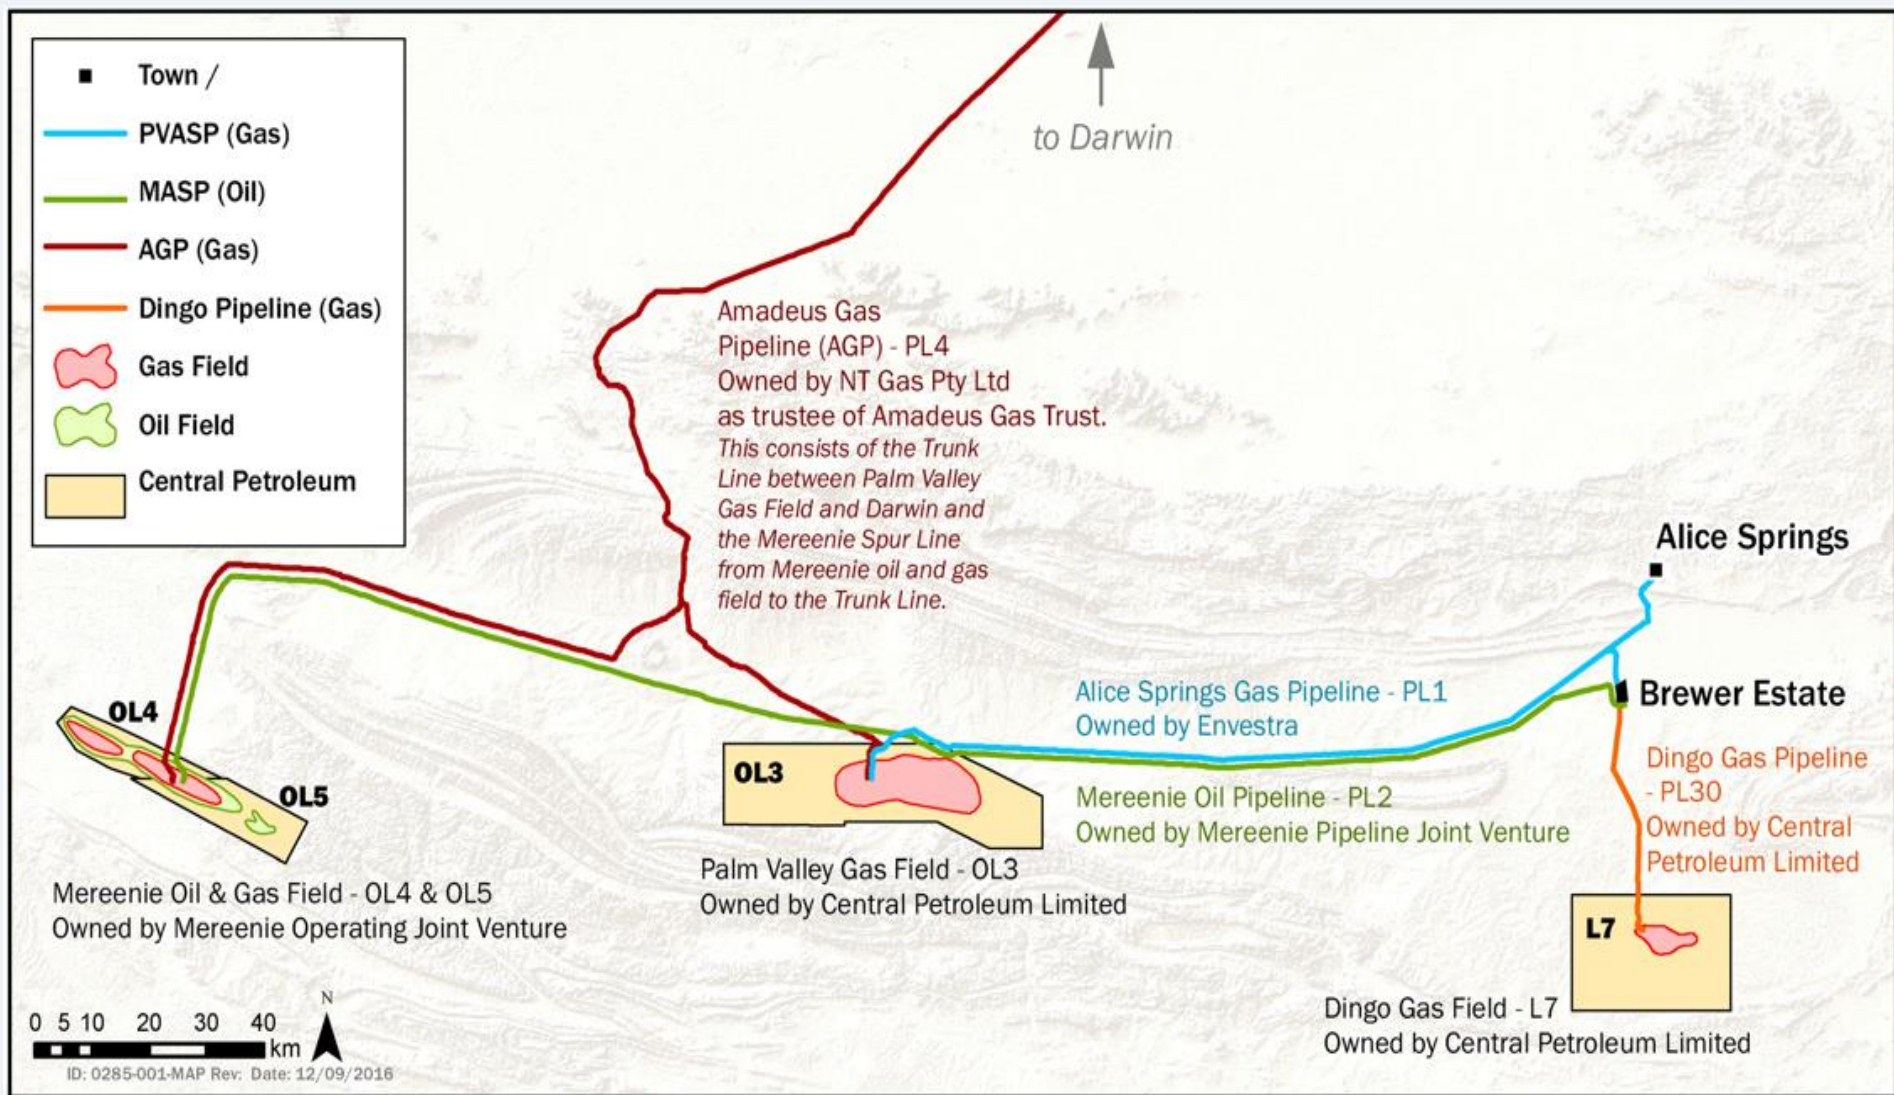 Town /
PVASP (Gas)
MASP (Oil)
AGP (Gas)
Dingo Pipeline (Gas)
Gas Field
Oil Field
Central Petroleum
to Darwin
Amadeus Gas
Pipeline (AGP) - PL4
Owned by NT Gas Pty Ltd
as trustee of Amadeus Gas Trust.
This consists of the Trunk
Line between Palm Valley
Gas Field and Darwin and
the Mereenie Spur Line
from Mereenie oil and gas
field to the Trunk Line.
Alice Springs
Brewer Estate
Alice Springs Gas Pipeline - PL1
Owned by Envestra
Mereenie Oil Pipeline - PL2
Owned by Mereenie Pipeline Joint Venture
Dingo Gas Pipeline
- PL30
Owned by Central
Petroleum Limited
OL4
OL5
Mereenie Oil & Gas Field - OL4 & OL5
Owned by Mereenie Operating Joint Venture
OL3
Palm Valley Gas Field - OL3
Owned by Central Petroleum Limited
L7
Dingo Gas Field - L7
Owned by Central Petroleum Limited
N
0 5 10 20 30 40
km
ID: 0285-001-MAP Rev: Date: 12/09/2016